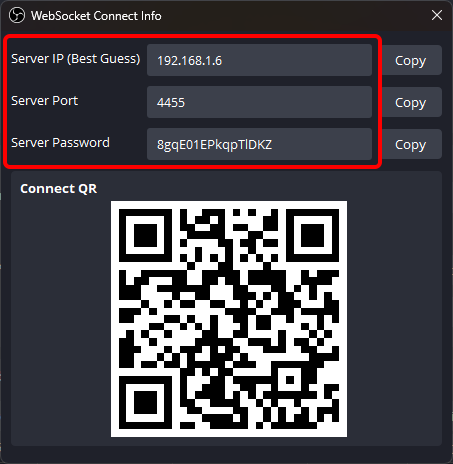 WebSocket Connect Info
Server IP (Best Guess) 192.168.1.6 Copy
Server Port 4455 Copy
Server Password 8gqE01EPkqpTlDKZ Copy
Connect QR